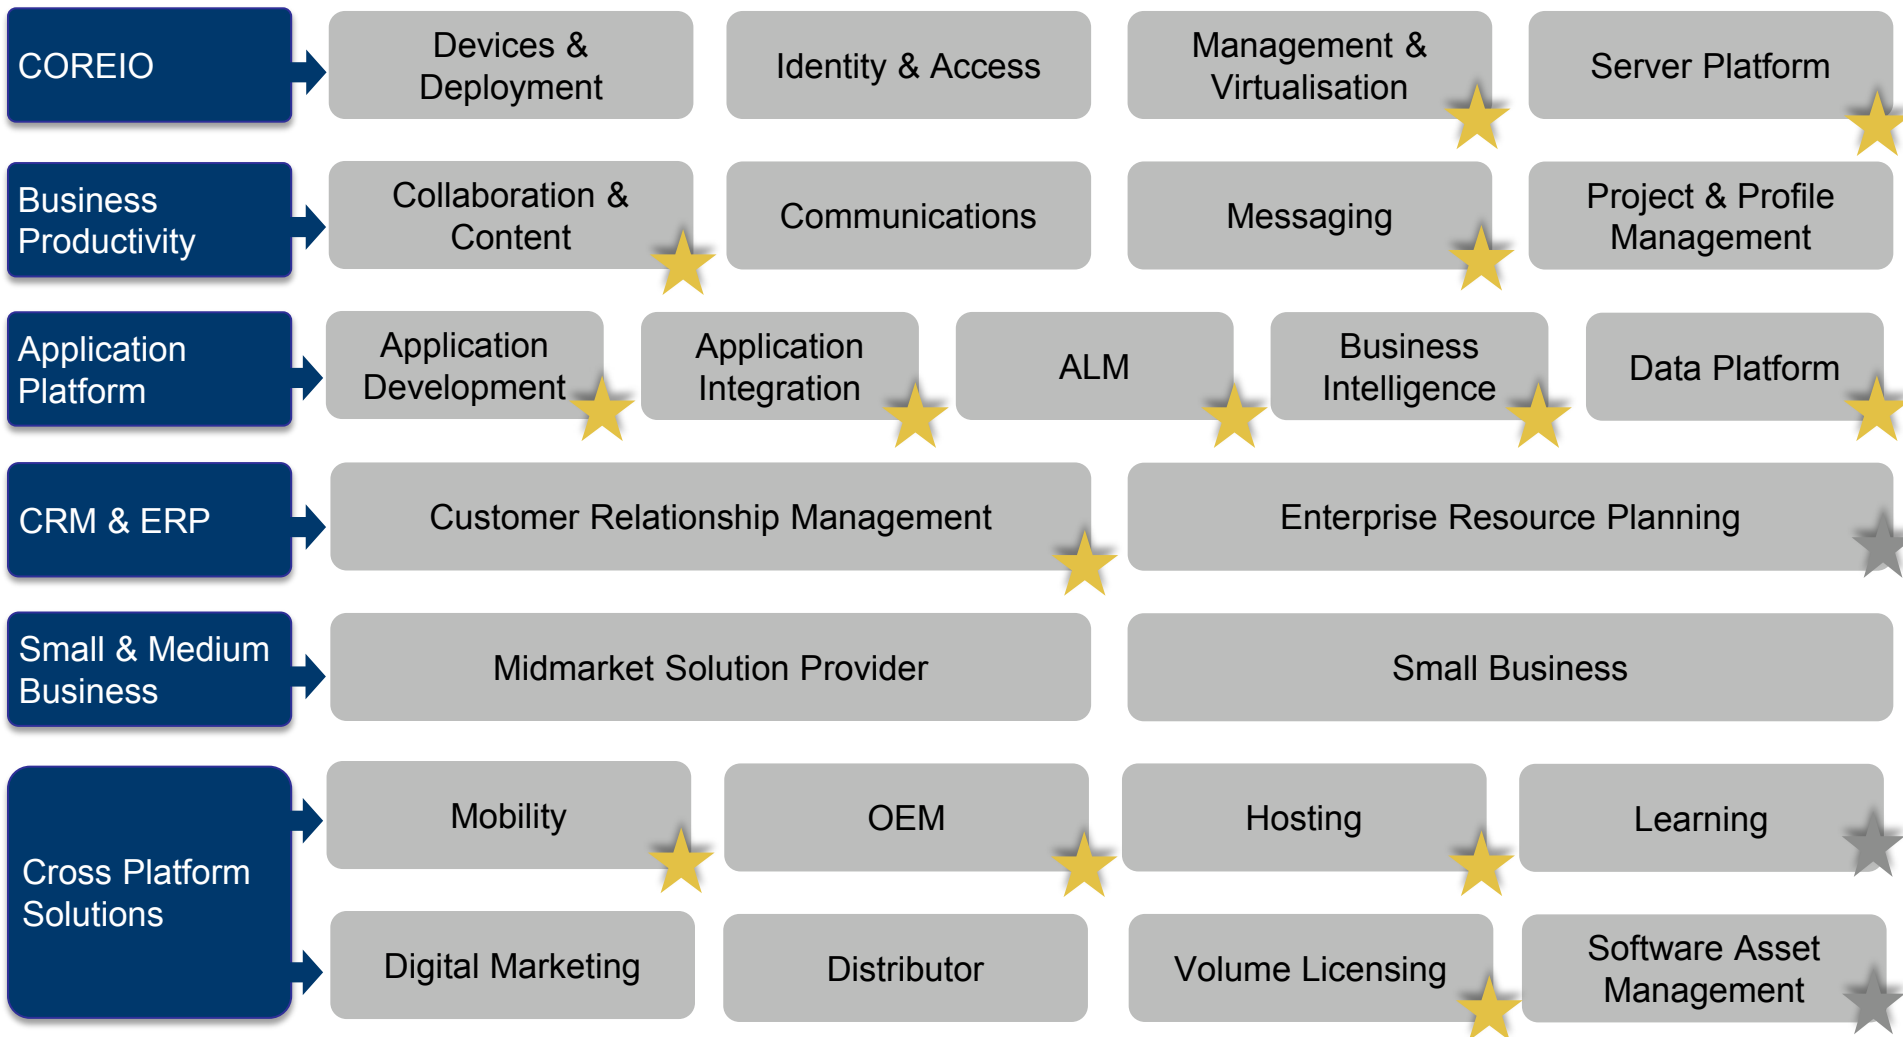 COREIO
Devices &
Deployment
Identity & Access
Management &
Virtualisation
Server Platform
Business
Productivity
Collaboration &
Content
Communications
Messaging
Project & Profile
Management
Application
Platform
Application
Development
Application
Integration
ALM
Business
Intelligence
Data Platform
CRM & ERP
Customer Relationship Management
Enterprise Resource Planning
Small & Medium
Business
Midmarket Solution Provider
Small Business
Cross Platform
Solutions
Mobility
OEM
Hosting
Learning
Digital Marketing
Distributor
Volume Licensing
Software Asset
Management